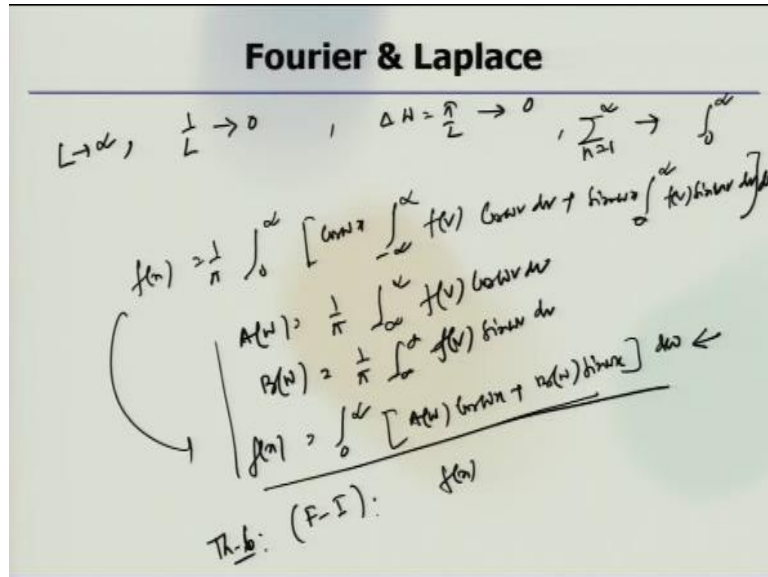 Fourier & Laplace
L→∞, 1/L → 0, ΔW = π/L → 0, ∑_{n=1}^{∞} → ∫_0^∞
f(x) = 1/π ∫_0^∞ [cos wx ∫_{-∞}^∞ f(v) cos wv dv + sin wx ∫_{-∞}^∞ f(v) sin wv dv] dw
A(W) = 1/π ∫_{-∞}^∞ f(v) cos wv dv
B(W) = 1/π ∫_{-∞}^∞ f(v) sin wv dv
f(x) = ∫_0^∞ [A(W) cos wx + B(W) sin wx] dw ←
Th-6: (F-I): f(x)